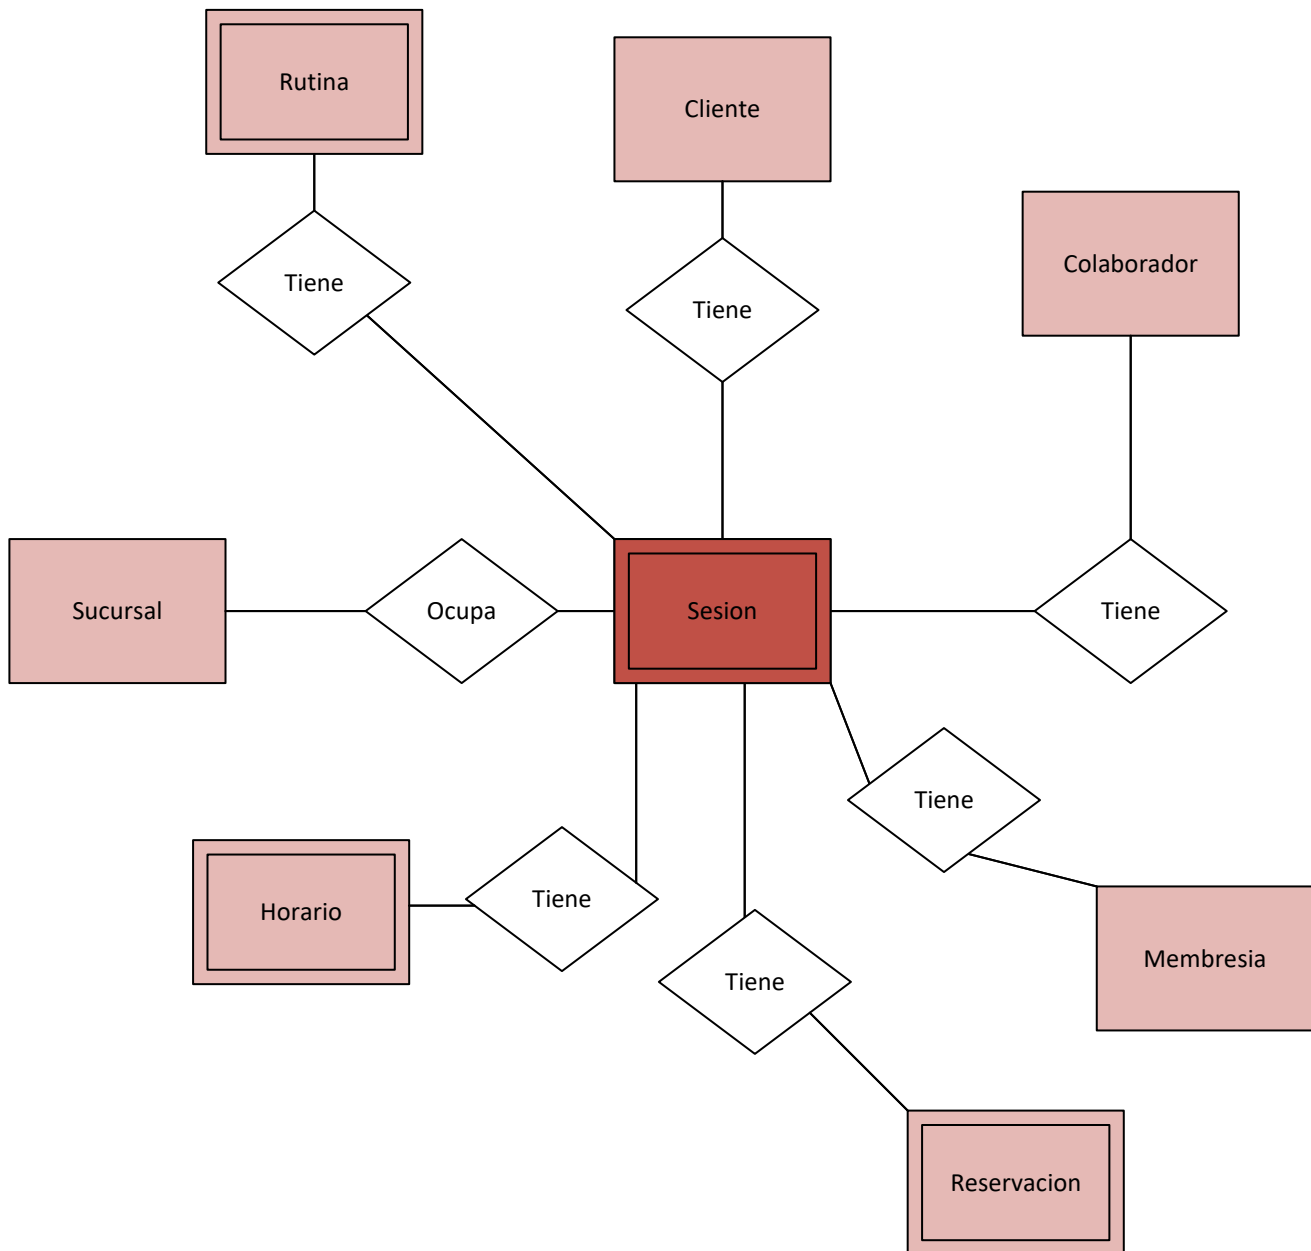 Rutina
Cliente
Colaborador
Tiene
Tiene
Sucursal
Ocupa
Sesion
Tiene
Tiene
Horario
Tiene
Membresia
Tiene
Reservacion